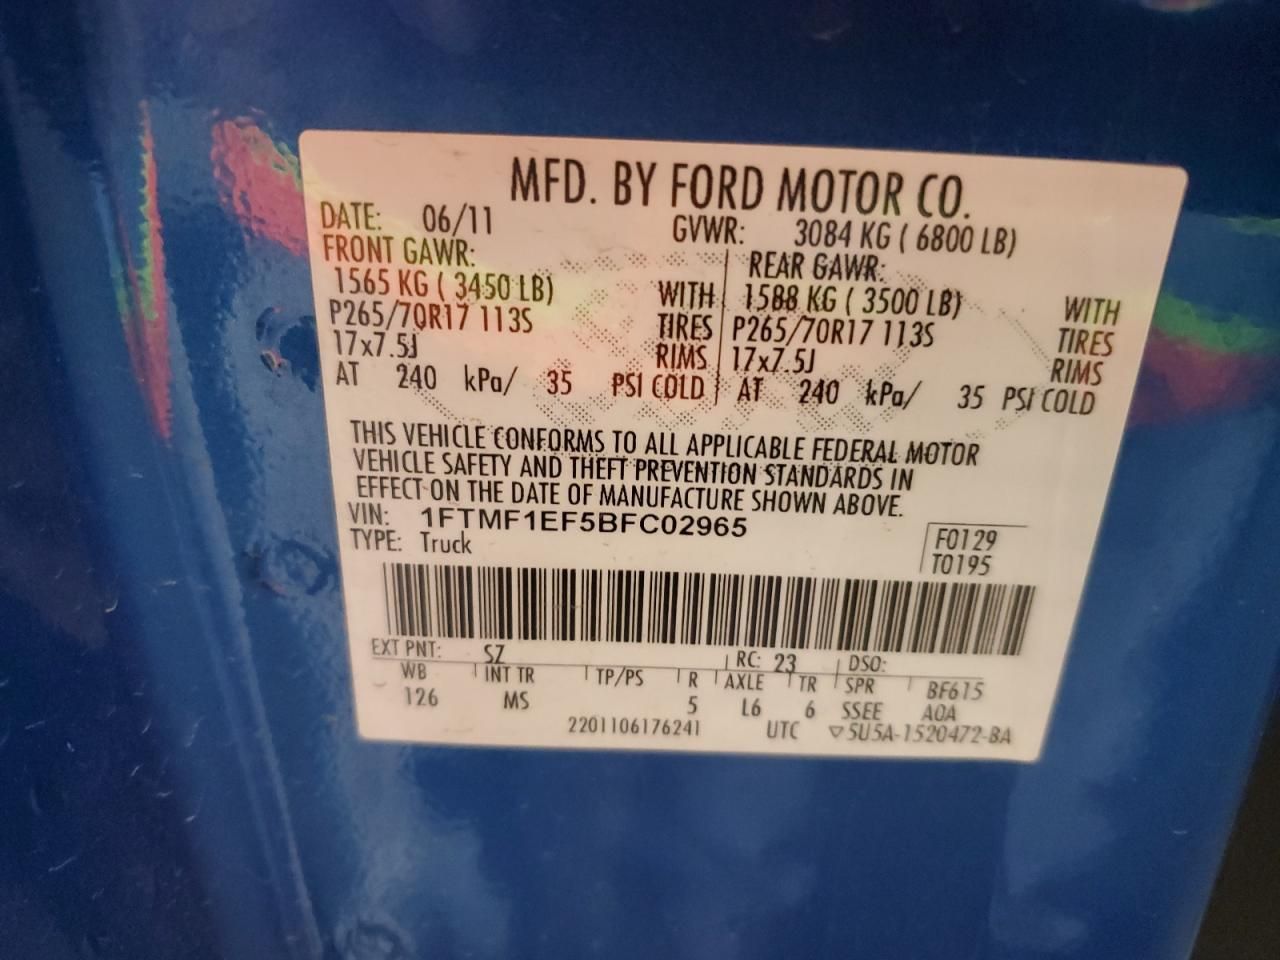 MFD. BY FORD MOTOR CO.
DATE: 06/11 GVWR: 3084 KG ( 6800 LB)
FRONT GAWR: REAR GAWR:
1565 KG ( 3450 LB) WITH 1588 KG ( 3500 LB) WITH
P265/70R17 113S TIRES P265/70R17 113S TIRES
17x7.5J RIMS 17x7.5J RIMS
AT 240 kPa/ 35 PSI COLD AT 240 kPa/ 35 PSI COLD
THIS VEHICLE CONFORMS TO ALL APPLICABLE FEDERAL MOTOR
VEHICLE SAFETY AND THEFT PREVENTION STANDARDS IN
EFFECT ON THE DATE OF MANUFACTURE SHOWN ABOVE.
VIN: 1FTMF1EF5BFC02965
TYPE: Truck
F0129
T0195
EXT PNT: SZ RC: 23 DSO:
WB INT TR TP/PS R AXLE TR SPR BF615
126 MS 5 L6 6 SSEE AOA
2201106176241 UTC ▽5U5A-1520472-BA